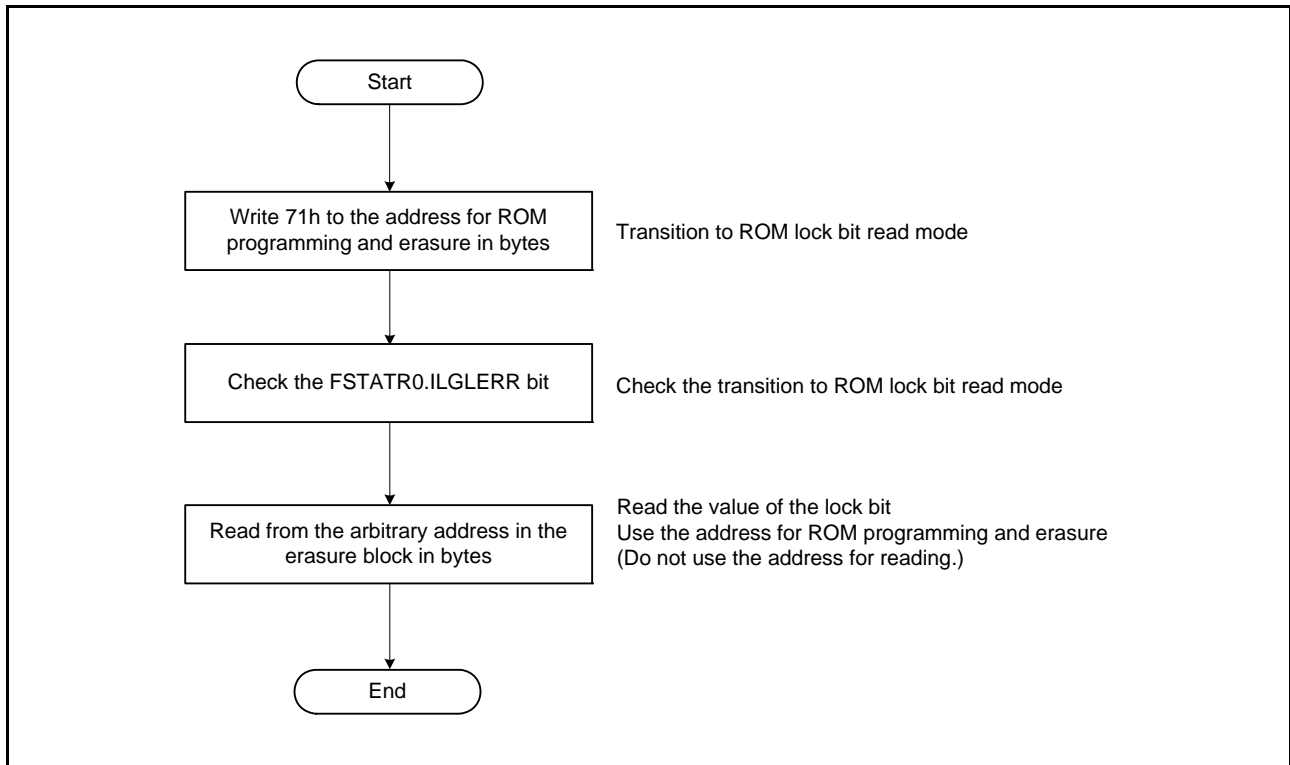 Start
Write 71h to the address for ROM
programming and erasure in bytes
Transition to ROM lock bit read mode
Check the FSTATR0.ILGLERR bit
Check the transition to ROM lock bit read mode
Read from the arbitrary address in the
erasure block in bytes
Read the value of the lock bit
Use the address for ROM programming and erasure
(Do not use the address for reading.)
End